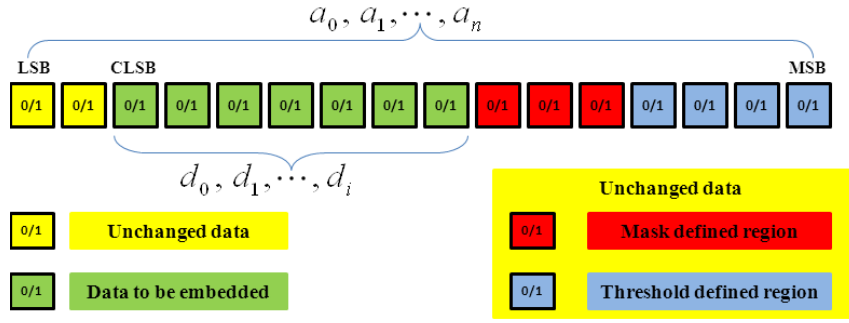 a₀, a₁, ⋯, aₙ
LSB CLSB MSB
0/1 0/1 0/1 0/1 0/1 0/1 0/1 0/1 0/1 0/1 0/1 0/1 0/1 0/1 0/1 0/1
d₀, d₁, ⋯, dᵢ
Unchanged data
0/1 Unchanged data 0/1 Mask defined region
0/1 Data to be embedded 0/1 Threshold defined region